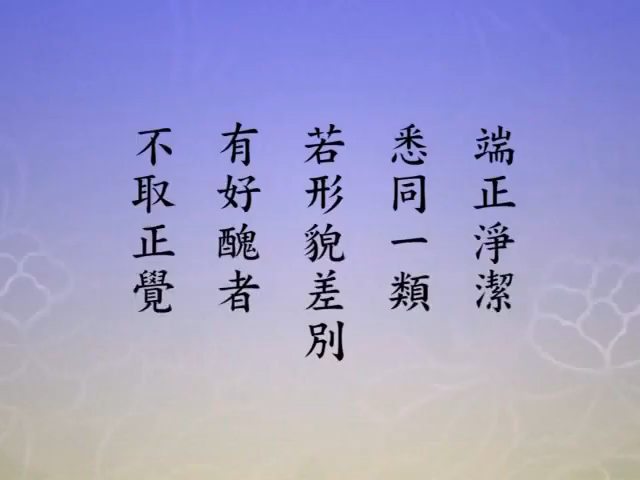 端正淨潔
悉同一類
若形貌差別
有好醜者
不取正覺